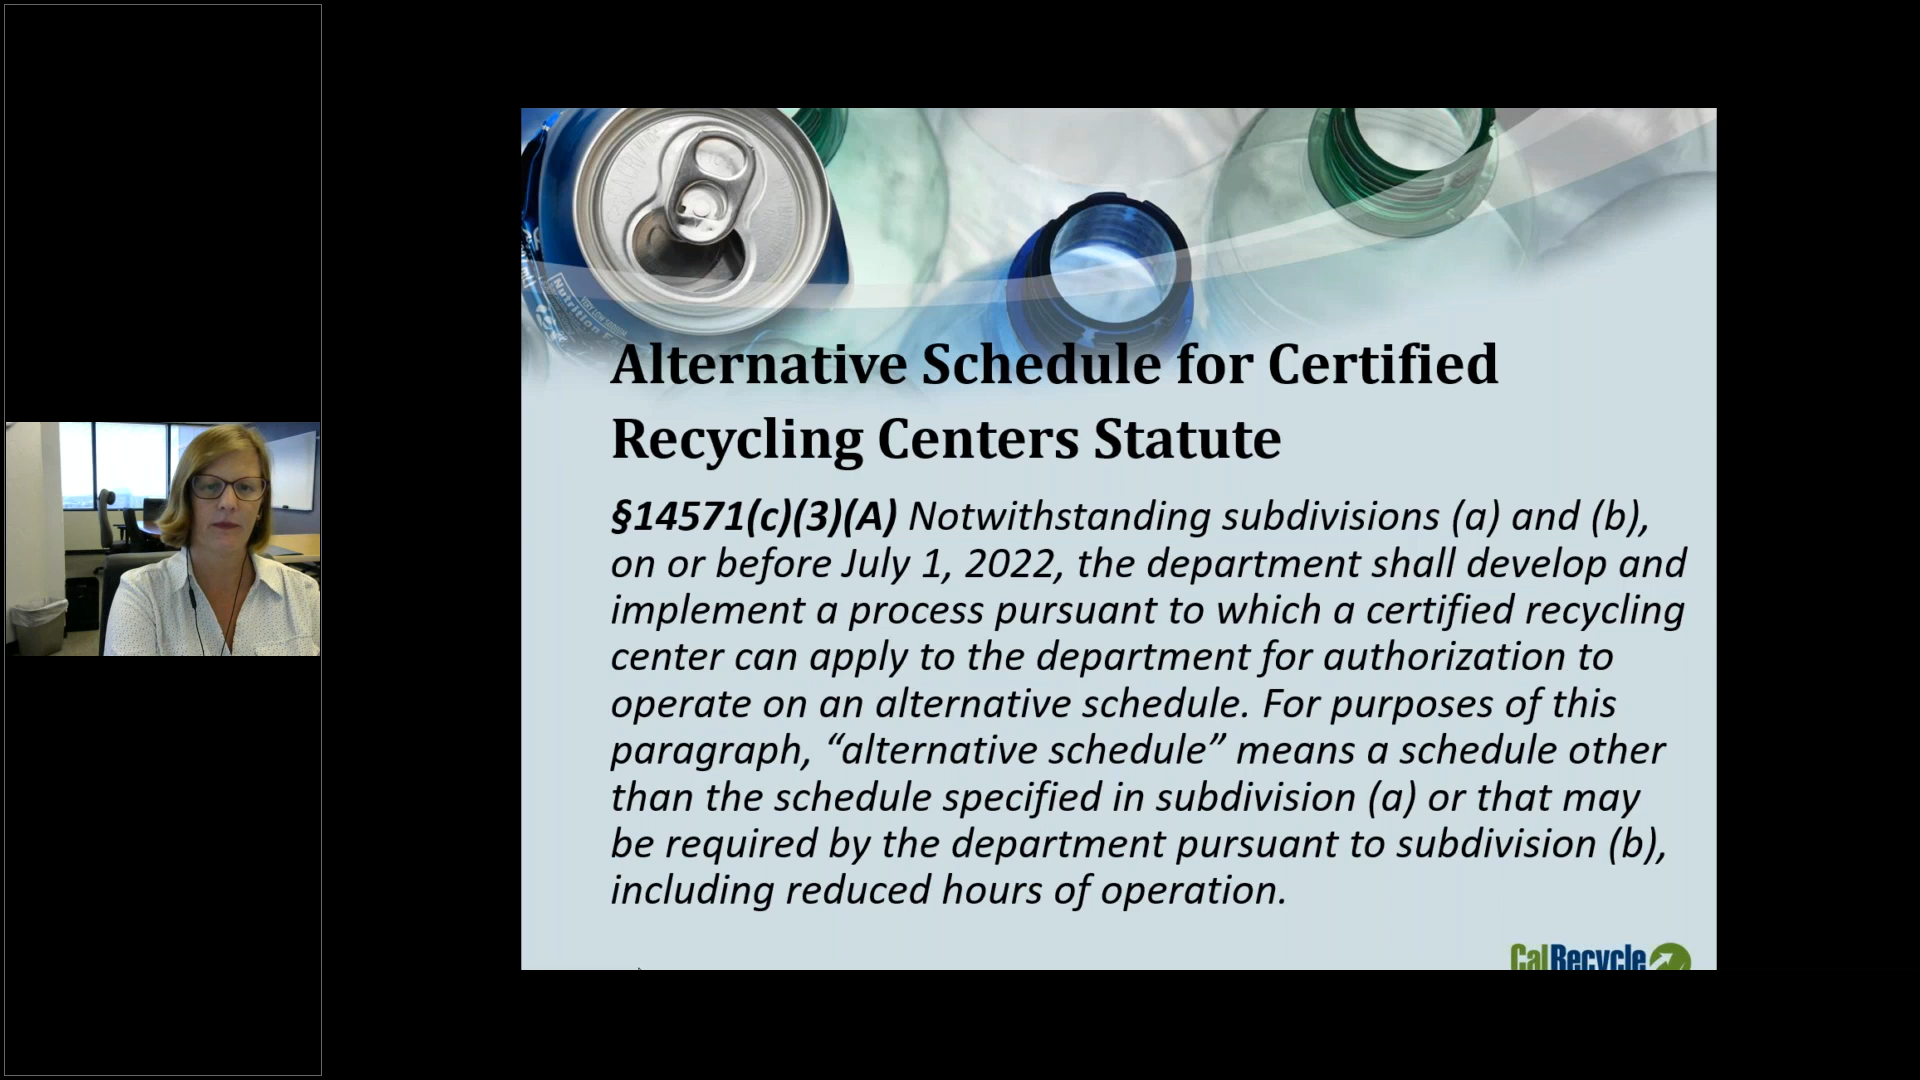 Alternative Schedule for Certified
Recycling Centers Statute
§14571(c)(3)(A) Notwithstanding subdivisions (a) and (b),
on or before July 1, 2022, the department shall develop and
implement a process pursuant to which a certified recycling
center can apply to the department for authorization to
operate on an alternative schedule. For purposes of this
paragraph, “alternative schedule” means a schedule other
than the schedule specified in subdivision (a) or that may
be required by the department pursuant to subdivision (b),
including reduced hours of operation.
CalRecycle